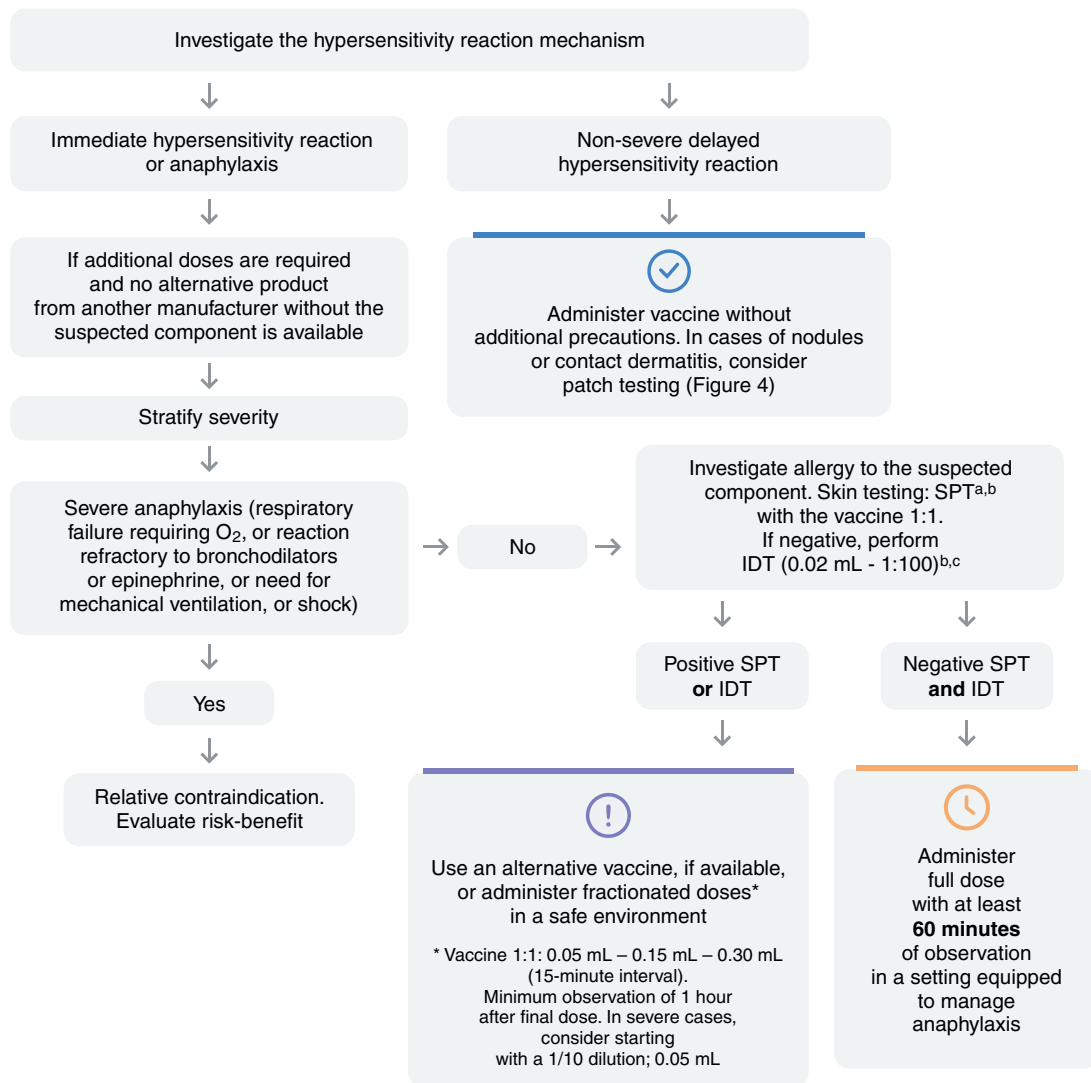 Investigate the hypersensitivity reaction mechanism
Immediate hypersensitivity reaction
or anaphylaxis
Non-severe delayed
hypersensitivity reaction
If additional doses are required
and no alternative product
from another manufacturer without the
suspected component is available
Administer vaccine without
additional precautions. In cases of nodules
or contact dermatitis, consider
patch testing (Figure 4)
Stratify severity
Severe anaphylaxis (respiratory
failure requiring O₂, or reaction
refractory to bronchodilators
or epinephrine, or need for
mechanical ventilation, or shock)
No
Investigate allergy to the suspected
component. Skin testing: SPTᵃ,ᵇ
with the vaccine 1:1.
If negative, perform
IDT (0.02 mL - 1:100)ᵇ,ᶜ
Yes
Relative contraindication.
Evaluate risk-benefit
Positive SPT
or IDT
Negative SPT
and IDT
Use an alternative vaccine, if available,
or administer fractionated doses*
in a safe environment
* Vaccine 1:1: 0.05 mL – 0.15 mL – 0.30 mL
(15-minute interval).
Minimum observation of 1 hour
after final dose. In severe cases,
consider starting
with a 1/10 dilution; 0.05 mL
Administer
full dose
with at least
60 minutes
of observation
in a setting equipped
to manage
anaphylaxis